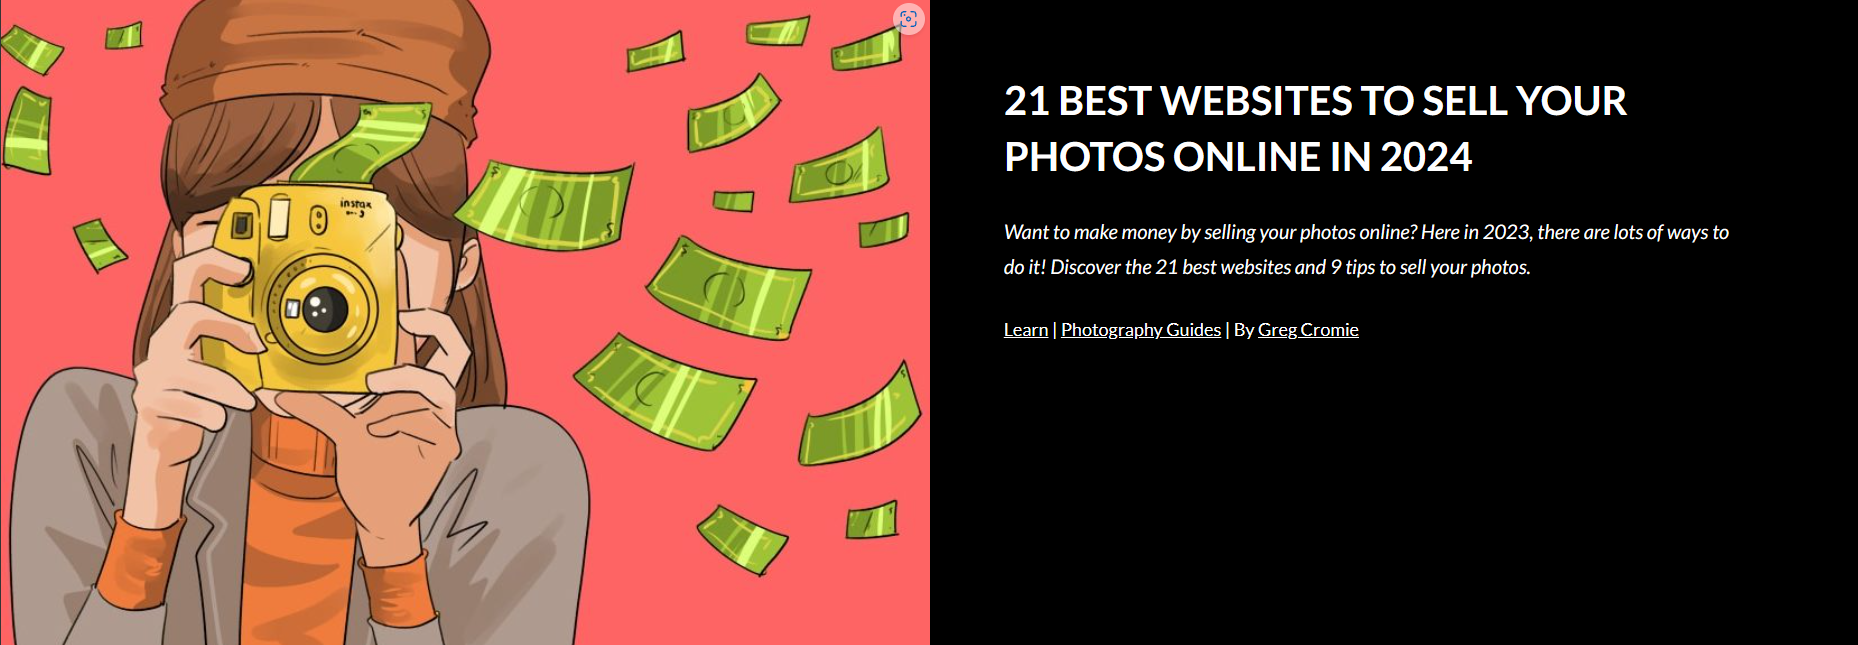 instax
21 BEST WEBSITES TO SELL YOUR
PHOTOS ONLINE IN 2024
Want to make money by selling your photos online? Here in 2023, there are lots of ways to
do it! Discover the 21 best websites and 9 tips to sell your photos.
Learn | Photography Guides | By Greg Cromie